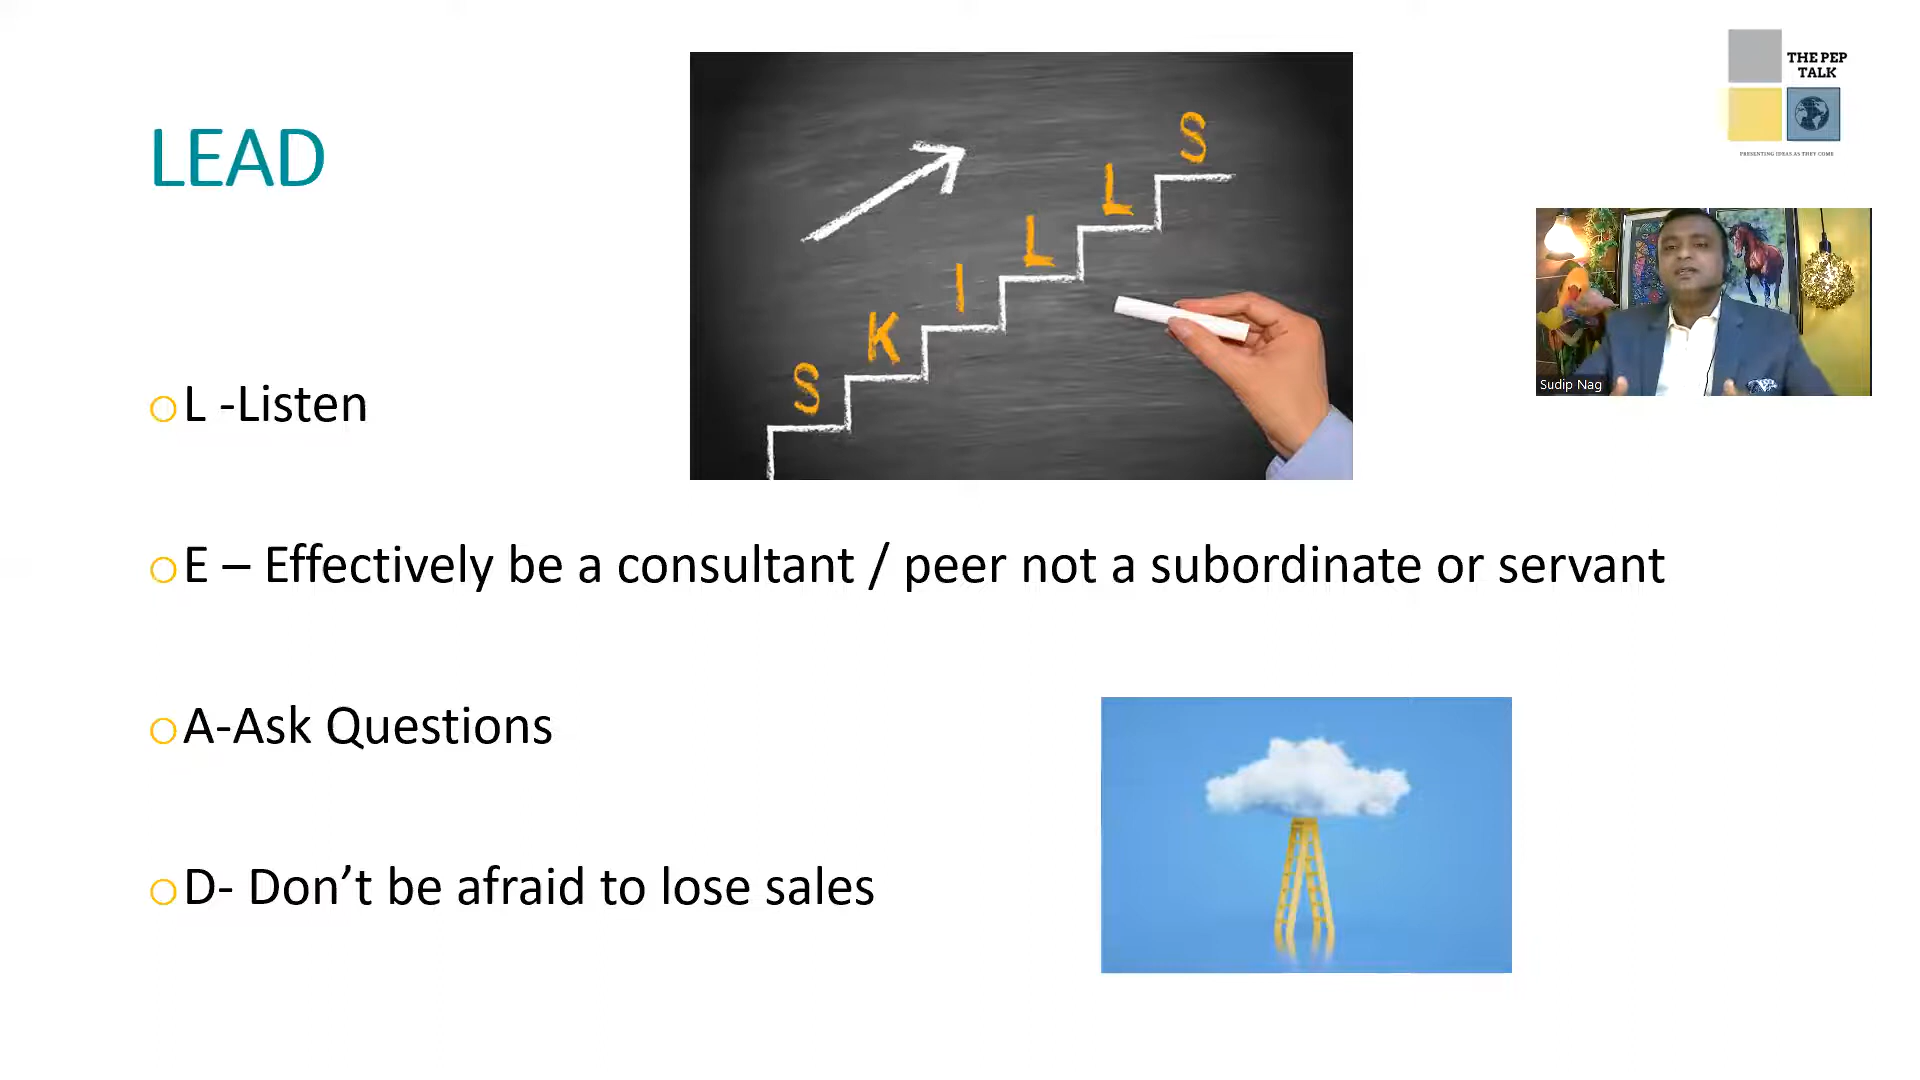 LEAD
S
K
I
L
L
S
THE PEP
TALK
PRESENTING IDEAS AS THEY COME
Sudip Nag
L -Listen
E – Effectively be a consultant / peer not a subordinate or servant
A-Ask Questions
D- Don’t be afraid to lose sales